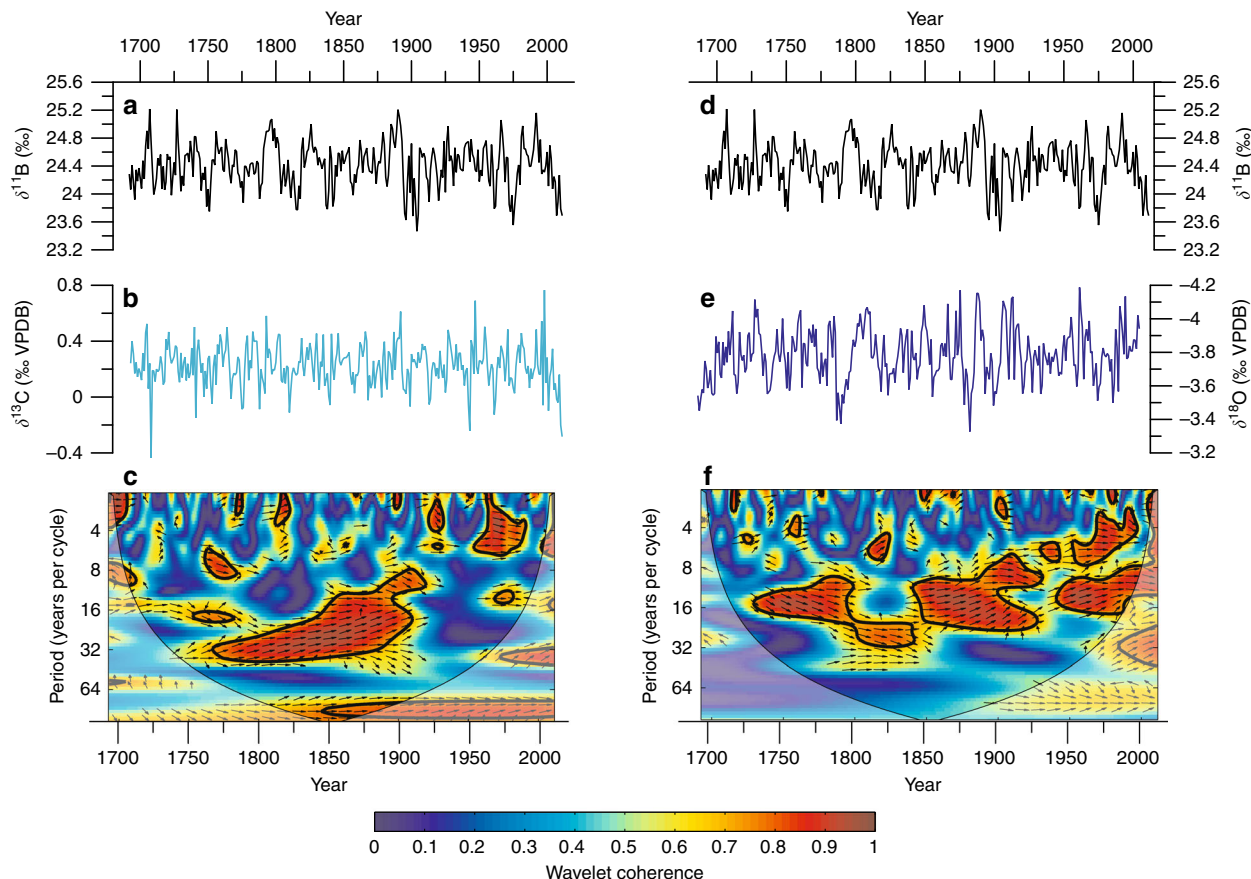 Year
1700 1750 1800 1850 1900 1950 2000
a
25.6
25.2
24.8
24.4
24
23.6
23.2
δ11B (‰)
b
0.8
0.4
0
−0.4
δ13C (‰ VPDB)
c
4
8
16
32
64
Period (years per cycle)
1700 1750 1800 1850 1900 1950 2000
Year
Year
1700 1750 1800 1850 1900 1950 2000
d
25.6
25.2
24.8
24.4
24
23.6
23.2
δ11B (‰)
e
−4.2
−4
−3.8
−3.6
−3.4
−3.2
δ18O (‰ VPDB)
f
4
8
16
32
64
Period (years per cycle)
1700 1750 1800 1850 1900 1950 2000
Year
0 0.1 0.2 0.3 0.4 0.5 0.6 0.7 0.8 0.9 1
Wavelet coherence